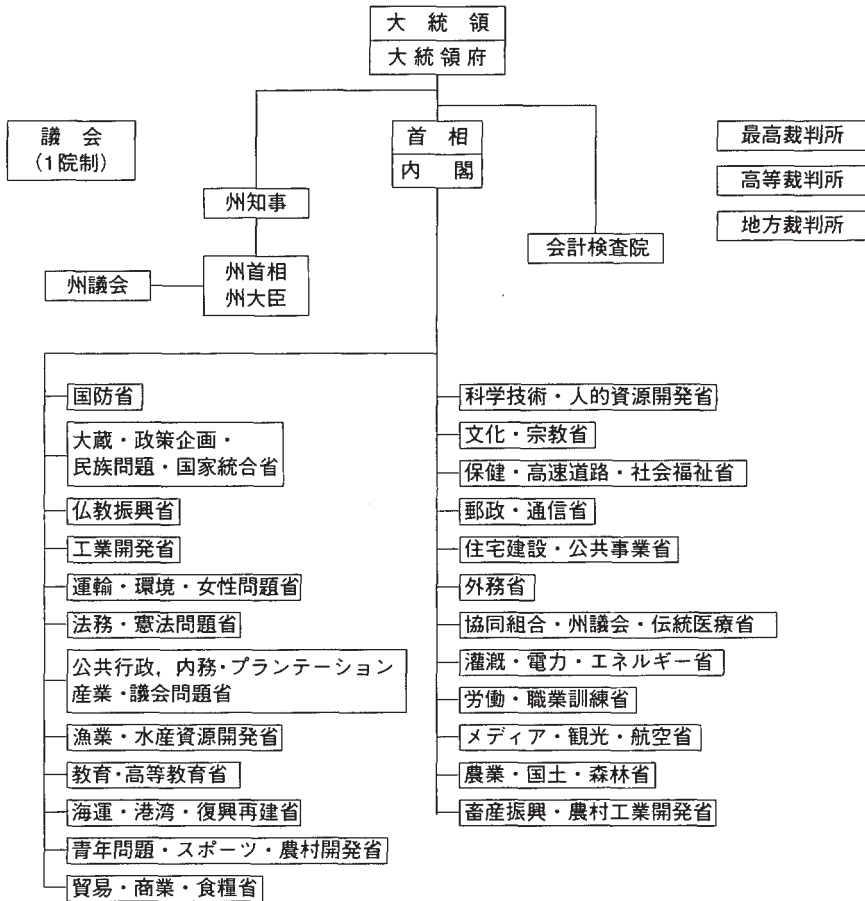 大統領
大統領府
議会
(1院制)
首相
内閣
最高裁判所
高等裁判所
地方裁判所
州知事
会計検査院
州議会
州首相
州大臣
国防省
大蔵・政策企画・
民族問題・国家統合省
仏教振興省
工業開発省
運輸・環境・女性問題省
法務・憲法問題省
公共行政，内務・プランテーション
産業・議会問題省
漁業・水産資源開発省
教育・高等教育省
海運・港湾・復興再建省
青年問題・スポーツ・農村開発省
貿易・商業・食糧省
科学技術・人的資源開発省
文化・宗教省
保健・高速道路・社会福祉省
郵政・通信省
住宅建設・公共事業省
外務省
協同組合・州議会・伝統医療省
灌漑・電力・エネルギー省
労働・職業訓練省
メディア・観光・航空省
農業・国土・森林省
畜産振興・農村工業開発省